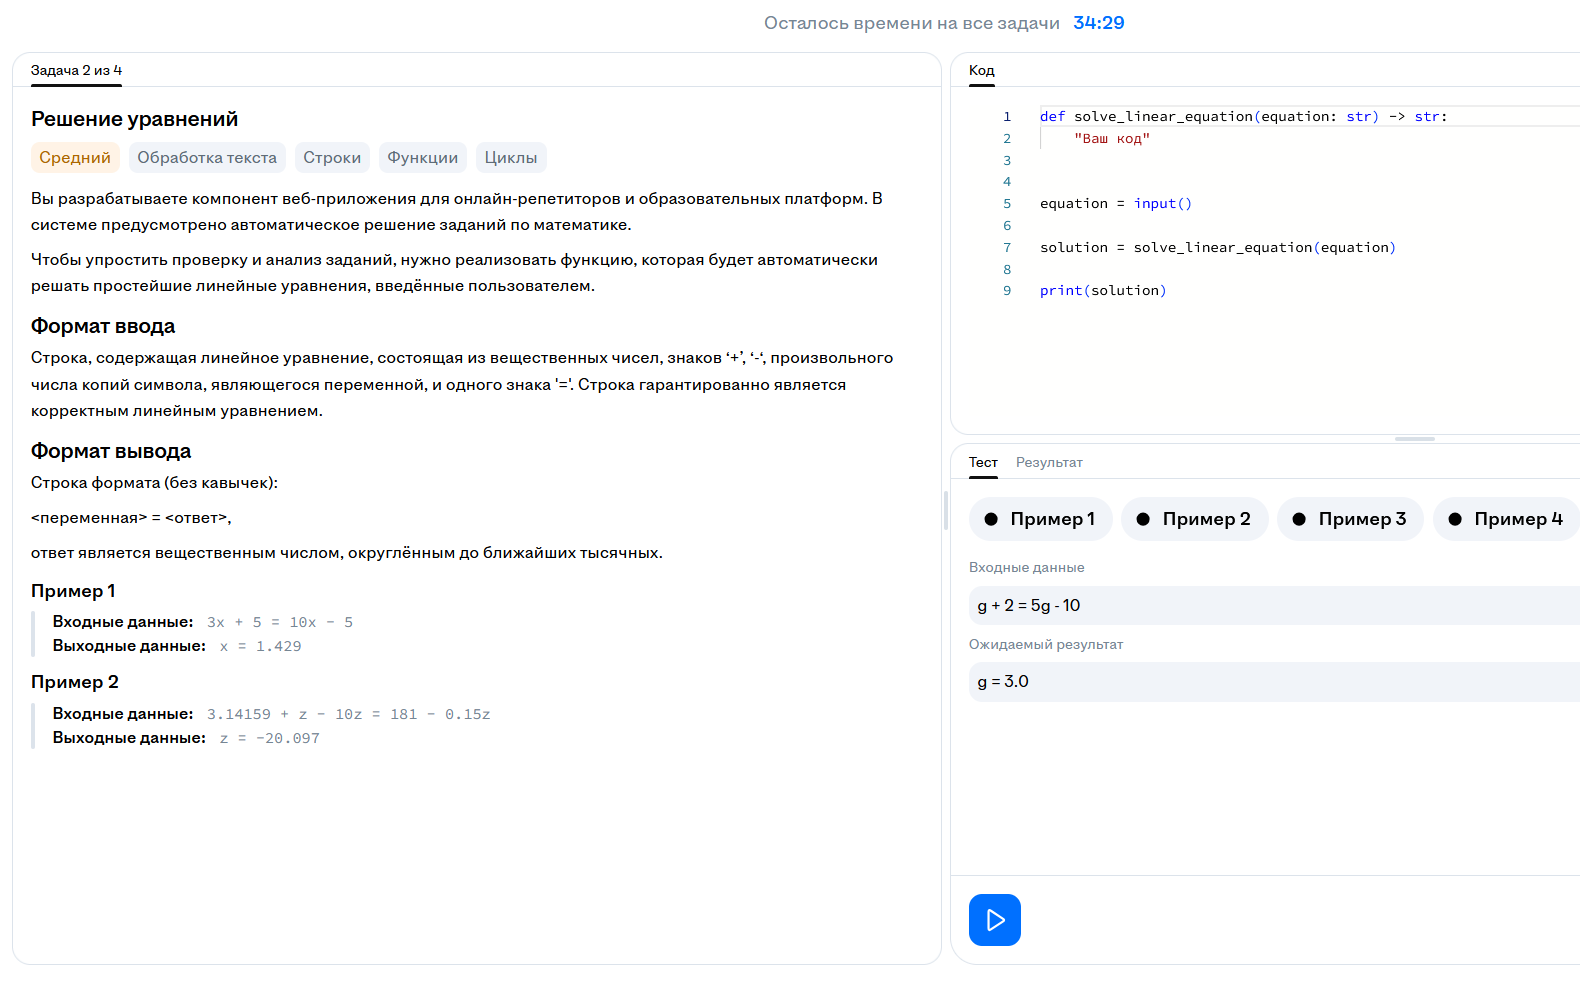 Осталось времени на все задачи 34:29
Задача 2 из 4
Решение уравнений
Средний Обработка текста Строки Функции Циклы
Вы разрабатываете компонент веб-приложения для онлайн-репетиторов и образовательных платформ. В
системе предусмотрено автоматическое решение заданий по математике.
Чтобы упростить проверку и анализ заданий, нужно реализовать функцию, которая будет автоматически
решать простейшие линейные уравнения, введённые пользователем.
Формат ввода
Строка, содержащая линейное уравнение, состоящая из вещественных чисел, знаков ‘+’, ‘-‘, произвольного
числа копий символа, являющегося переменной, и одного знака '='. Строка гарантированно является
корректным линейным уравнением.
Формат вывода
Строка формата (без кавычек):
<переменная> = <ответ>,
ответ является вещественным числом, округлённым до ближайших тысячных.
Пример 1
Входные данные: 3x + 5 = 10x - 5
Выходные данные: x = 1.429
Пример 2
Входные данные: 3.14159 + z - 10z = 181 - 0.15z
Выходные данные: z = -20.097
Код
1 def solve_linear_equation(equation: str) -> str:
2 "Ваш код"
3
4
5 equation = input()
6
7 solution = solve_linear_equation(equation)
8
9 print(solution)
Тест Результат
Пример 1 Пример 2 Пример 3 Пример 4
Входные данные
g + 2 = 5g - 10
Ожидаемый результат
g = 3.0